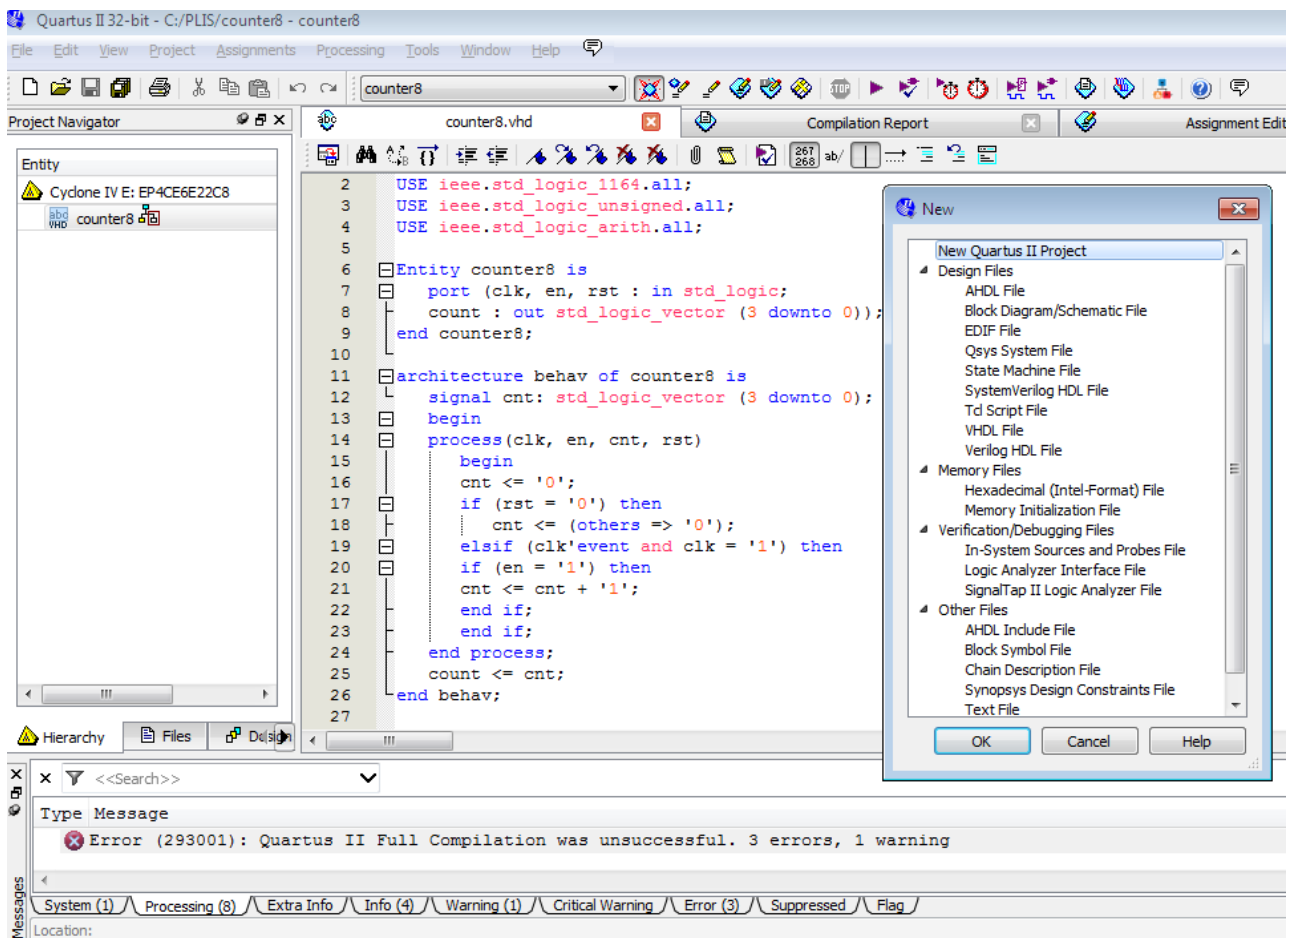 Quartus II 32-bit - C:/PLIS/counter8 - counter8
File Edit View Project Assignments Processing Tools Window Help
counter8
Project Navigator
counter8.vhd
Compilation Report
Assignment Edit
Entity
Cyclone IV E: EP4CE6E22C8
counter8
267
268
ab/
2 USE ieee.std_logic_1164.all;
3 USE ieee.std_logic_unsigned.all;
4 USE ieee.std_logic_arith.all;
5
6 Entity counter8 is
7 port (clk, en, rst : in std_logic;
8 count : out std_logic_vector (3 downto 0));
9 end counter8;
10
11 architecture behav of counter8 is
12 signal cnt: std_logic_vector (3 downto 0);
13 begin
14 process(clk, en, cnt, rst)
15 begin
16 cnt <= '0';
17 if (rst = '0') then
18 cnt <= (others => '0');
19 elsif (clk'event and clk = '1') then
20 if (en = '1') then
21 cnt <= cnt + '1';
22 end if;
23 end if;
24 end process;
25 count <= cnt;
26 end behav;
27
New
New Quartus II Project
Design Files
AHDL File
Block Diagram/Schematic File
EDIF File
Qsys System File
State Machine File
SystemVerilog HDL File
Tcl Script File
VHDL File
Verilog HDL File
Memory Files
Hexadecimal (Intel-Format) File
Memory Initialization File
Verification/Debugging Files
In-System Sources and Probes File
Logic Analyzer Interface File
SignalTap II Logic Analyzer File
Other Files
AHDL Include File
Block Symbol File
Chain Description File
Synopsys Design Constraints File
Text File
OK Cancel Help
Hierarchy Files Design
<<Search>>
Type Message
Error (293001): Quartus II Full Compilation was unsuccessful. 3 errors, 1 warning
System (1) Processing (8) Extra Info Info (4) Warning (1) Critical Warning Error (3) Suppressed Flag
Messages
Location: